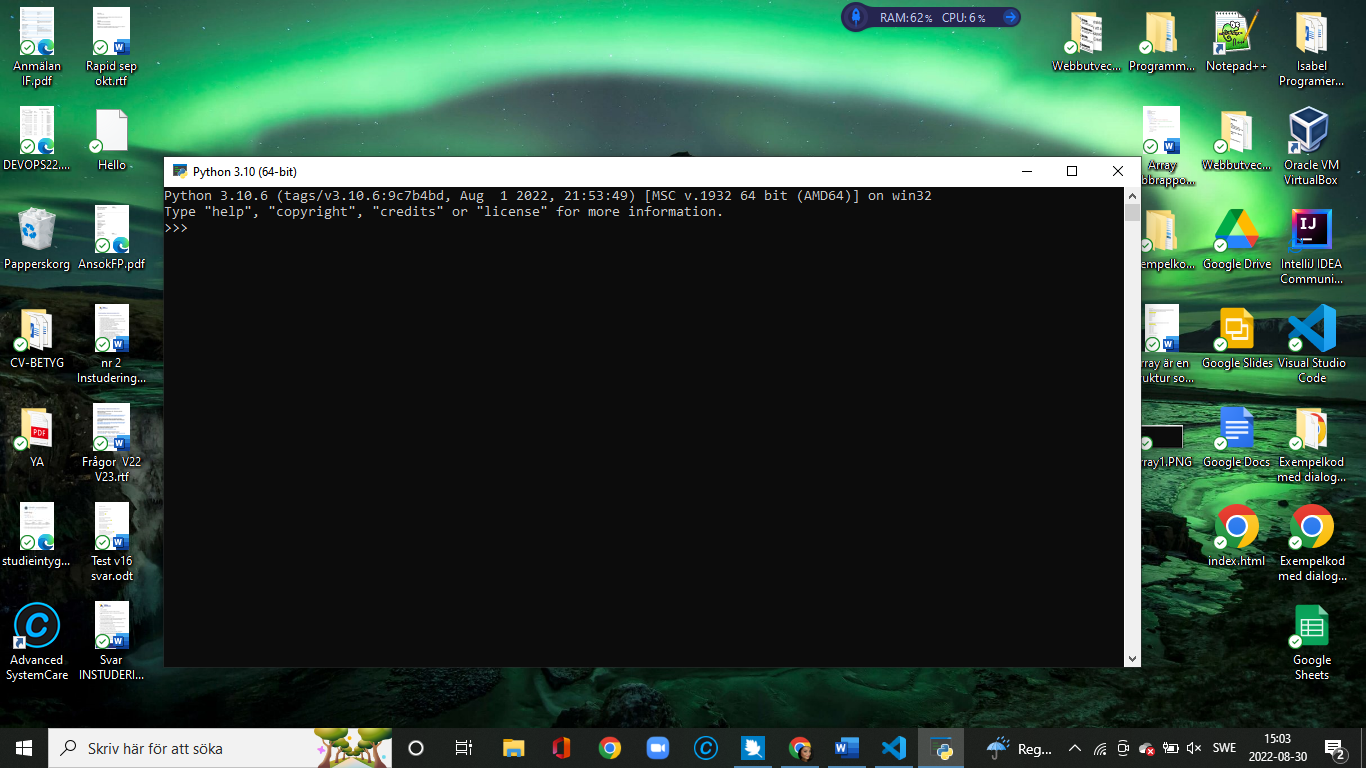 Anmälan
IF.pdf
Rapid sep
okt.rtf
RAM:62% CPU:6%
Webbutvec...
Programm...
Notepad++
Isabel
Programer...
DEVOPS22....
Hello
Array
bbrappo...
Webbutvec...
Oracle VM
VirtualBox
Python 3.10 (64-bit)
Python 3.10.6 (tags/v3.10.6:9c7b4bd, Aug  1 2022, 21:53:49) [MSC v.1932 64 bit (AMD64)] on win32
Type "help", "copyright", "credits" or "license" for more information.
>>>
Papperskorg
AnsokFP.pdf
empelko...
Google Drive
IntelliJ IDEA
Communi...
CV-BETYG
nr 2
Instudering...
rray är en
uktur so...
Google Slides
Visual Studio
Code
PDF
YA
Frågor  V22
V23.rtf
rray1.PNG
Google Docs
Exempelkod
med dialog...
studieintyg...
Test v16
svar.odt
index.html
Exempelkod
med dialog...
Advanced
SystemCare
Svar
INSTUDERI...
Google
Sheets
Skriv här för att söka
Reg...
SWE
15:03
2022-08-30
2